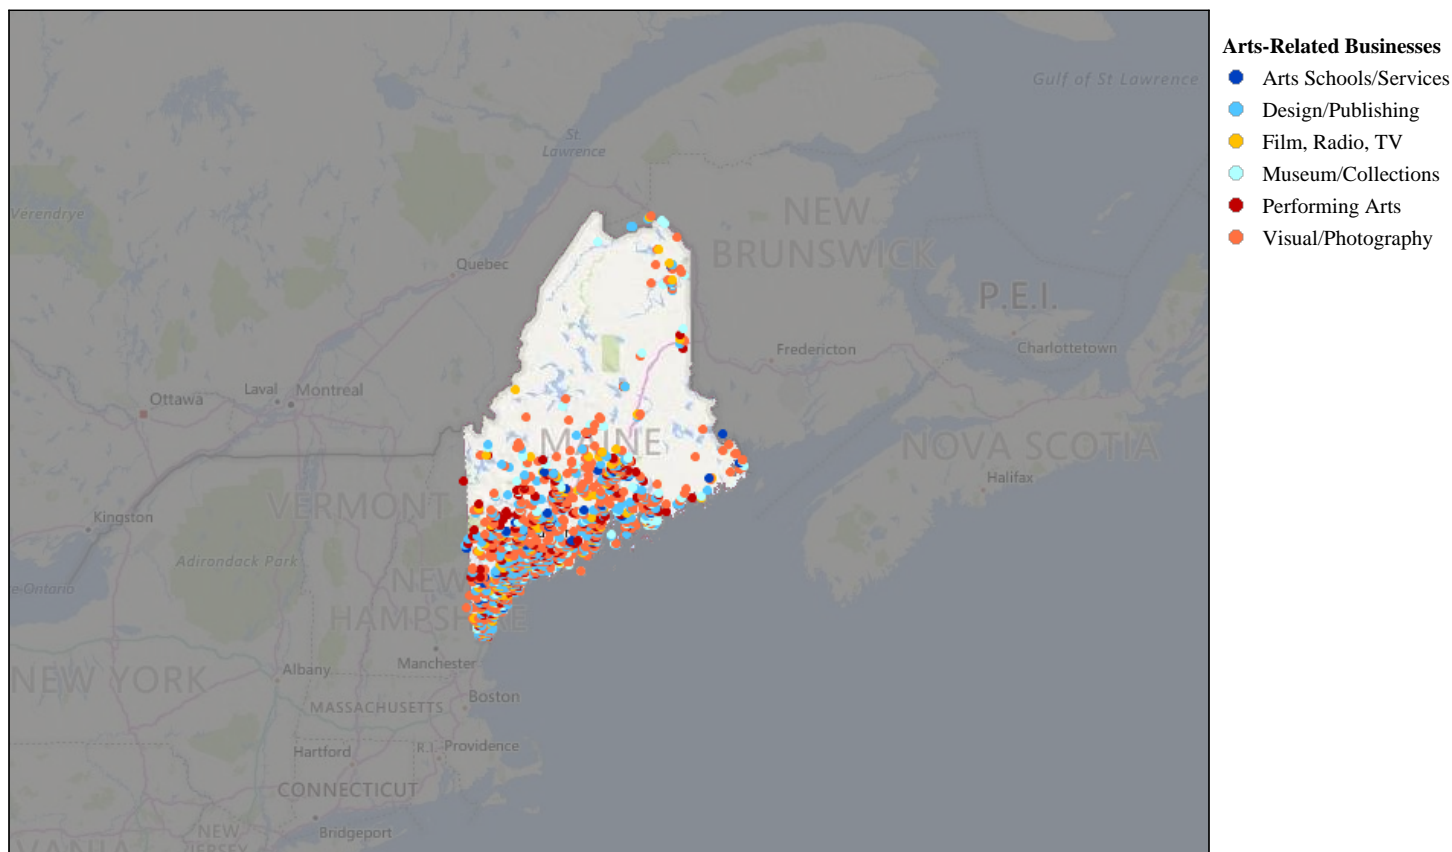 Arts-Related Businesses
Arts Schools/Services
Design/Publishing
Film, Radio, TV
Museum/Collections
Performing Arts
Visual/Photography
Gulf of St Lawrence
St.
Lawrence
Verendrye
NEW
BRUNSWICK
Quebec
P.E.I.
Charlottetown
Fredericton
Laval
Montreal
Ottawa
MAINE
NOVA SCOTIA
Halifax
VERMONT
Kingston
Adirondack Park
e-Ontario
NEW
HAMPSHIRE
Albany
Manchester
NEW YORK
Boston
MASSACHUSETTS
Hartford
R.I.
Providence
CONNECTICUT
NEW
JERSEY
Bridgeport
VANIA